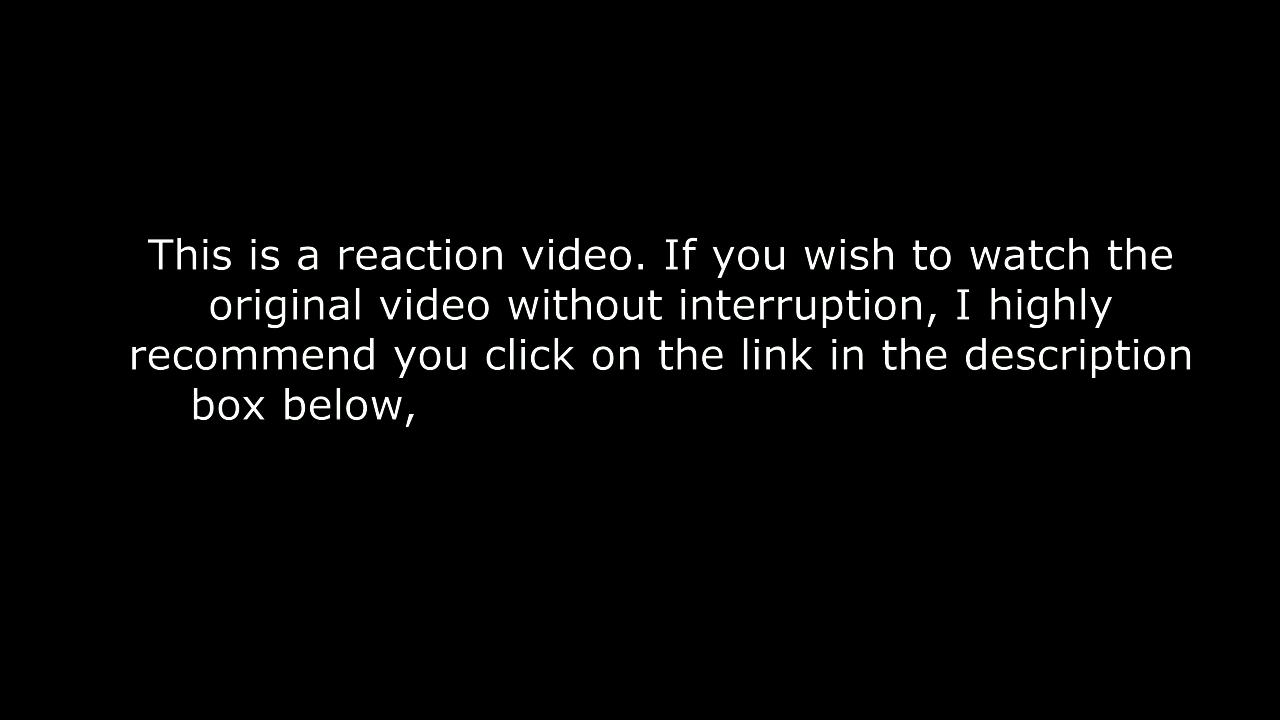 This is a reaction video. If you wish to watch the
original video without interruption, I highly
recommend you click on the link in the description
box below,